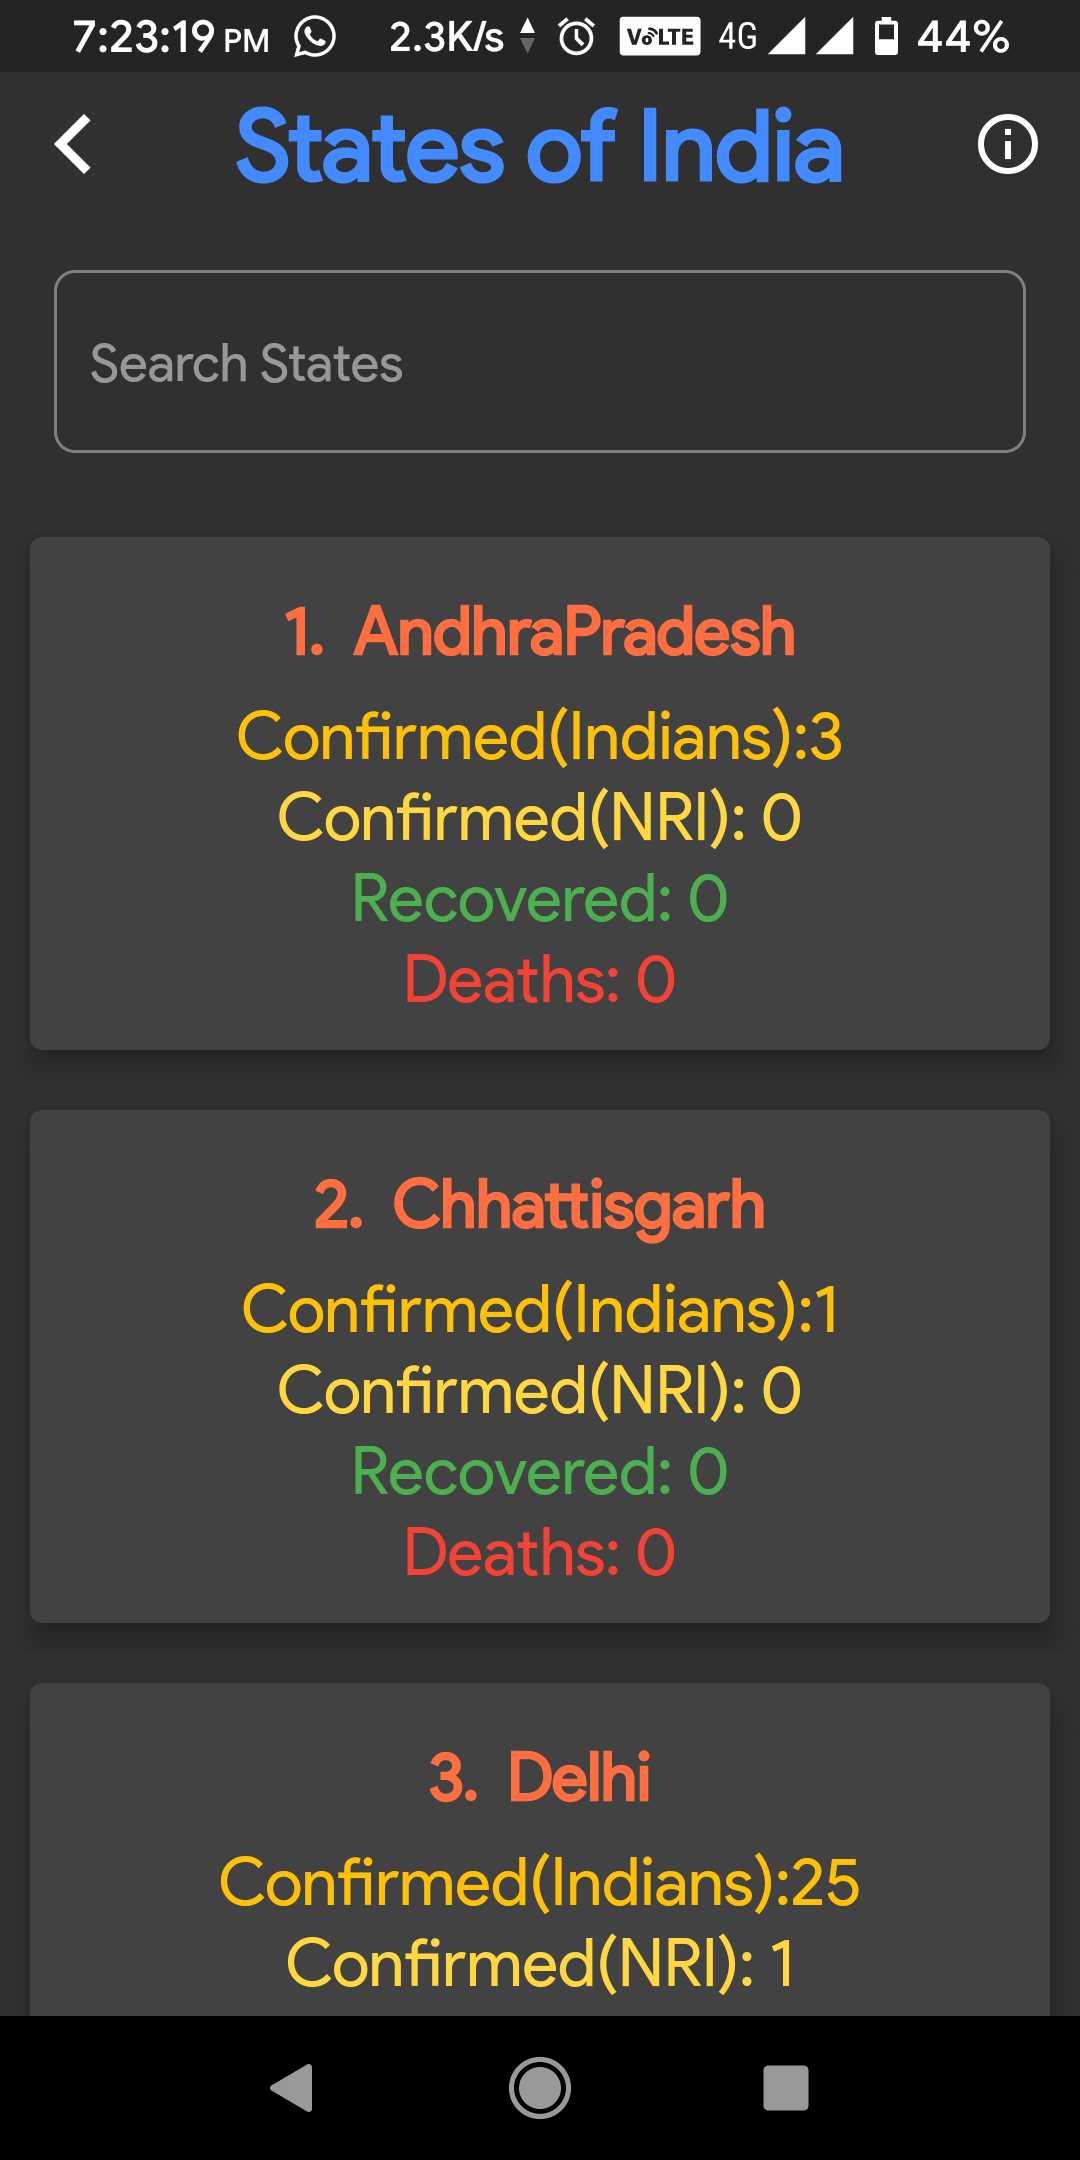 7:23:19 PM 2.3K/s VoLTE 4G 44%
States of India
Search States
1. AndhraPradesh
Confirmed(Indians):3
Confirmed(NRI): 0
Recovered: 0
Deaths: 0
2. Chhattisgarh
Confirmed(Indians):1
Confirmed(NRI): 0
Recovered: 0
Deaths: 0
3. Delhi
Confirmed(Indians):25
Confirmed(NRI): 1